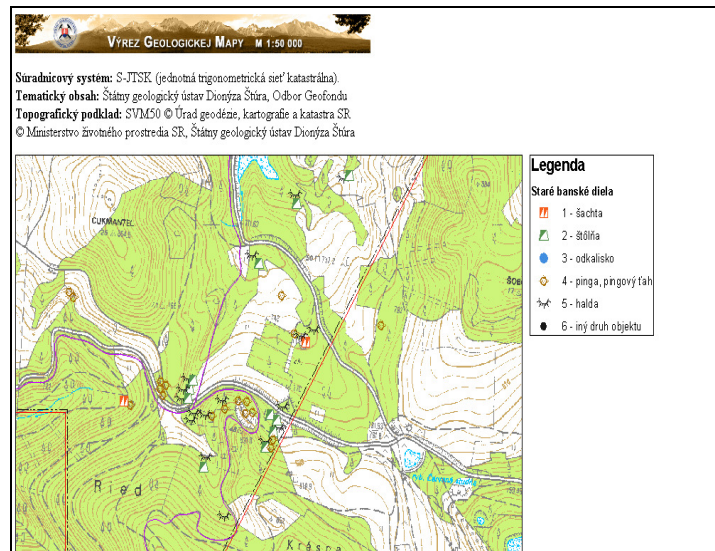 VÝREZ GEOLOGICKEJ MAPY M 1:50 000
Súradnicový systém: S-JTSK (jednotná trigonometrická sieť katastrálna).
Tematický obsah: Štátny geologický ústav Dionýza Štúra, Odbor Geofondu
Topografický podklad: SVM50 © Úrad geodézie, kartografie a katastra SR
© Ministerstvo životného prostredia SR, Štátny geologický ústav Dionýza Štúra
Legenda
Staré banské diela
1 - šachta
2 - štôlňa
3 - odkalisko
4 - pinga, pingový ťah
5 - halda
6 - iný druh objektu
CUKMANTEL
Ried
Krásna